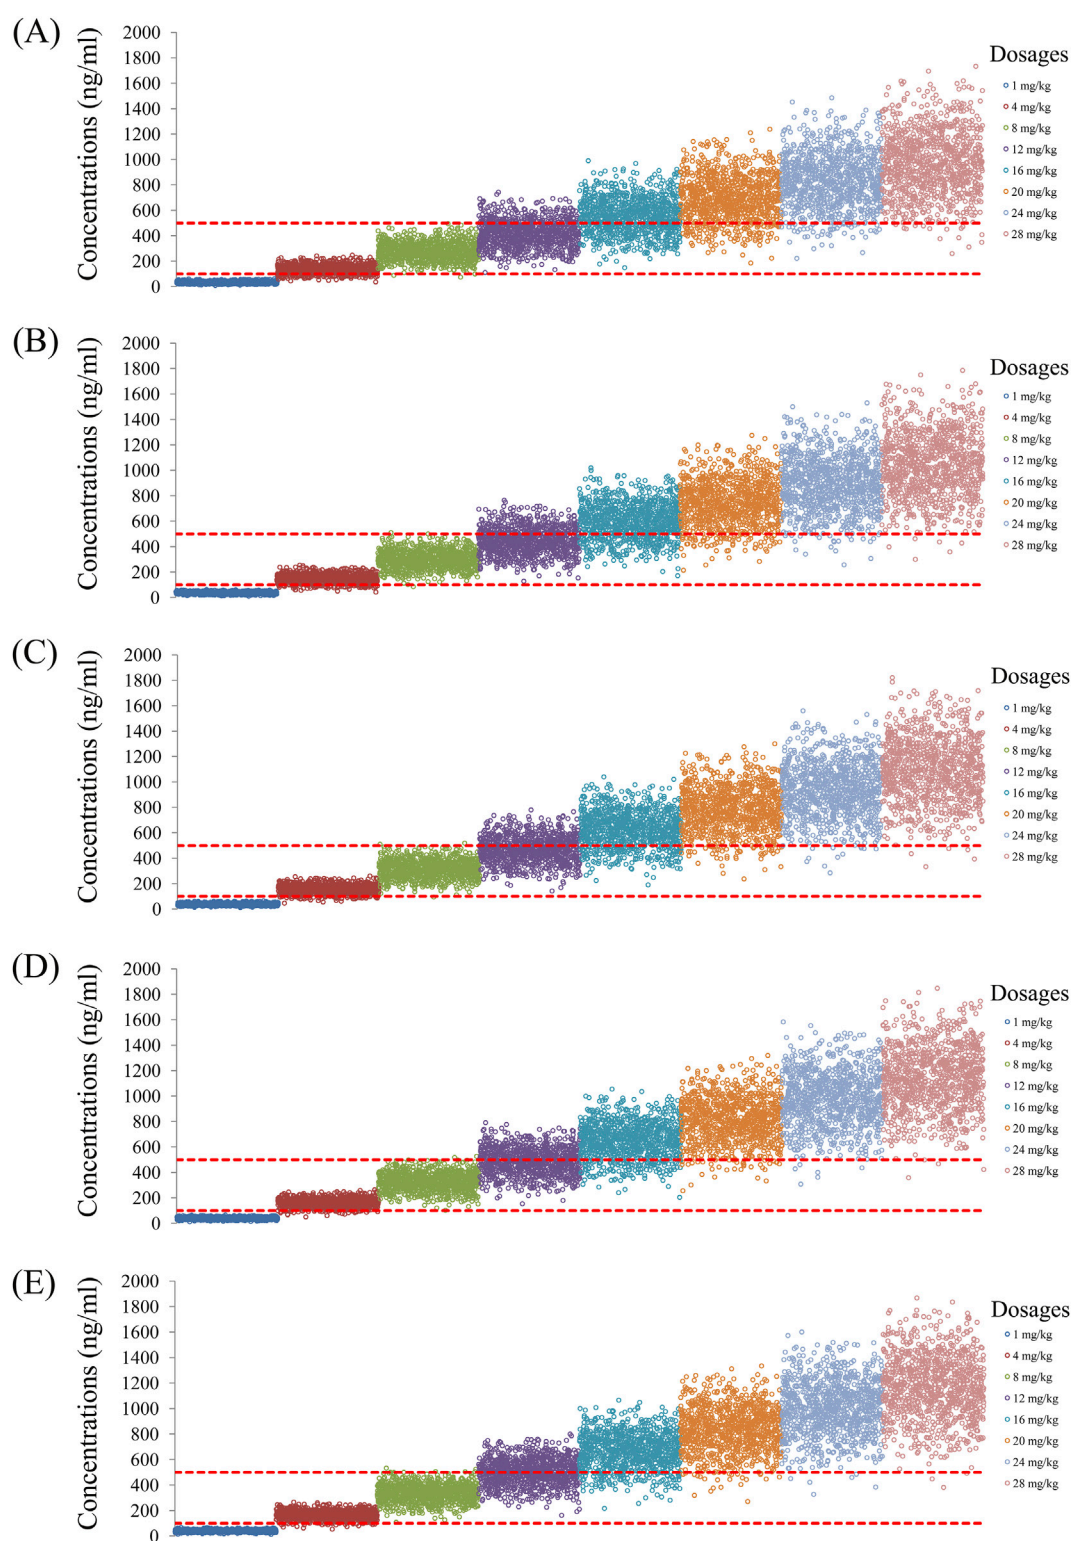 (A)
Concentrations (ng/ml)
2000
1800
1600
1400
1200
1000
800
600
400
200
0
Dosages
1 mg/kg
4 mg/kg
8 mg/kg
12 mg/kg
16 mg/kg
20 mg/kg
24 mg/kg
28 mg/kg
(B)
Concentrations (ng/ml)
2000
1800
1600
1400
1200
1000
800
600
400
200
0
Dosages
1 mg/kg
4 mg/kg
8 mg/kg
12 mg/kg
16 mg/kg
20 mg/kg
24 mg/kg
28 mg/kg
(C)
Concentrations (ng/ml)
2000
1800
1600
1400
1200
1000
800
600
400
200
0
Dosages
1 mg/kg
4 mg/kg
8 mg/kg
12 mg/kg
16 mg/kg
20 mg/kg
24 mg/kg
28 mg/kg
(D)
Concentrations (ng/ml)
2000
1800
1600
1400
1200
1000
800
600
400
200
0
Dosages
1 mg/kg
4 mg/kg
8 mg/kg
12 mg/kg
16 mg/kg
20 mg/kg
24 mg/kg
28 mg/kg
(E)
Concentrations (ng/ml)
2000
1800
1600
1400
1200
1000
800
600
400
200
0
Dosages
1 mg/kg
4 mg/kg
8 mg/kg
12 mg/kg
16 mg/kg
20 mg/kg
24 mg/kg
28 mg/kg